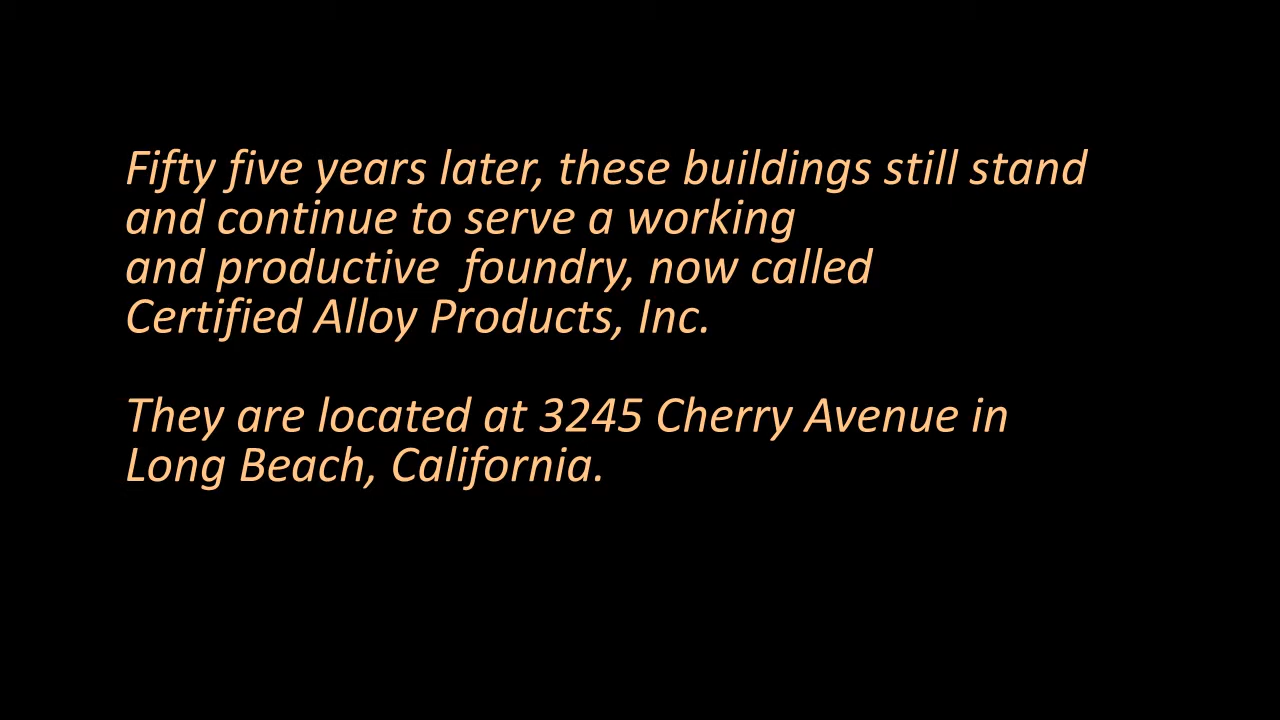 Fifty five years later, these buildings still stand
and continue to serve a working
and productive  foundry, now called
Certified Alloy Products, Inc.
They are located at 3245 Cherry Avenue in
Long Beach, California.